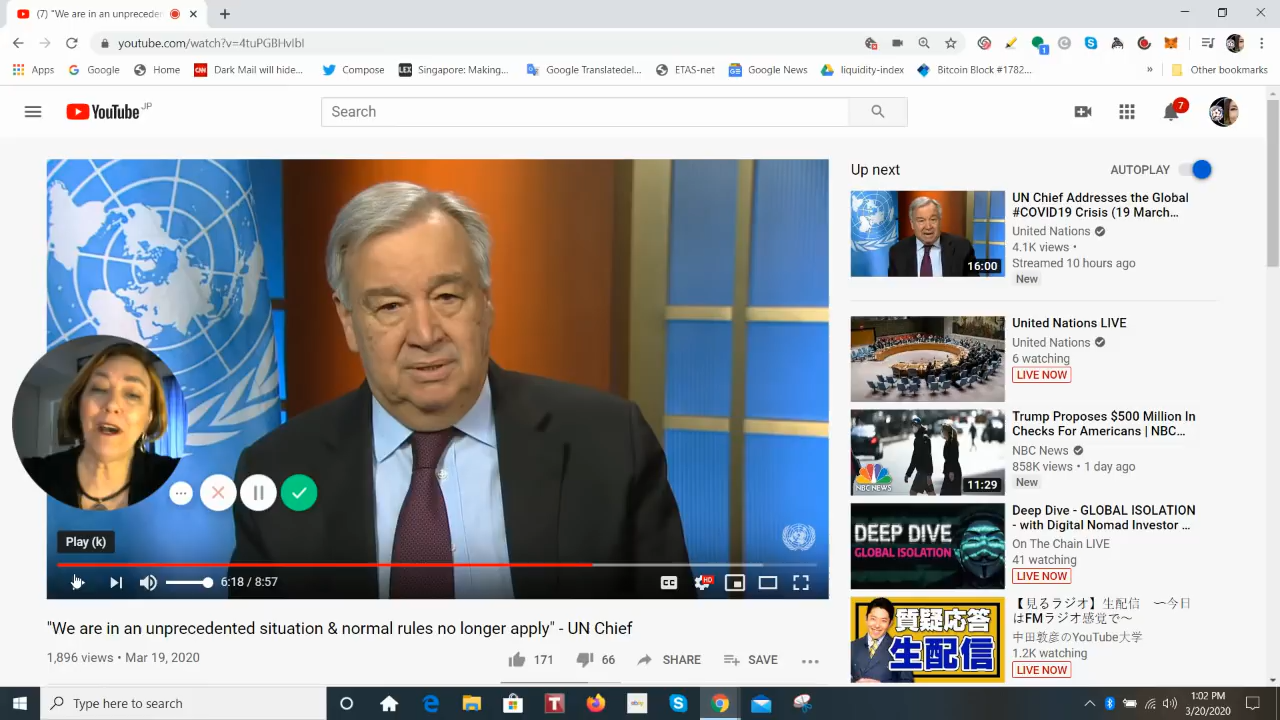 (7) "We are in an unpreceden
youtube.com/watch?v=4tuPGBHvlbI
Apps
Google
Home
CNN
Dark Mail will hide...
Compose
LEX
Singapore: Making...
Google Translatedel...
ETAS-net
Google News
liquidity-index
Bitcoin Block #1782...
»
Other bookmarks
YouTube JP
Search
7
Up next
AUTOPLAY
UN Chief Addresses the Global
#COVID19 Crisis (19 March...
United Nations
4.1K views •
Streamed 10 hours ago
New
16:00
United Nations LIVE
United Nations
6 watching
LIVE NOW
Trump Proposes $500 Million In
Checks For Americans | NBC...
NBC News
858K views • 1 day ago
New
NBC NEWS
11:29
Deep Dive - GLOBAL ISOLATION
- with Digital Nomad Investor ...
On The Chain LIVE
41 watching
LIVE NOW
DEEP DIVE
GLOBAL ISOLATION
【見るラジオ】生配信 〜今日
はFMラジオ感覚で〜
中田敦彦のYouTube大学
1.2K watching
LIVE NOW
質疑応答
生配信
Play (k)
6:18 / 8:57
CC
HD
"We are in an unprecedented situation & normal rules no longer apply" - UN Chief
1,896 views • Mar 19, 2020
171
66
SHARE
SAVE
Type here to search
T
ebay
1:02 PM
3/20/2020